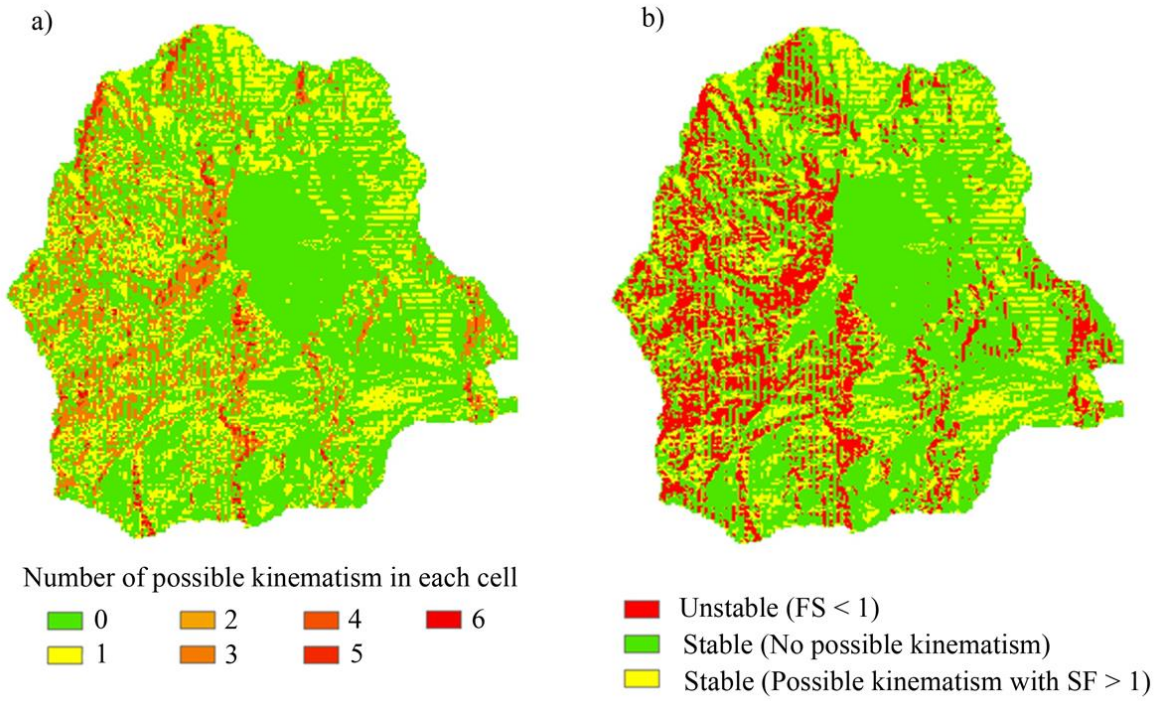 a)
b)
Number of possible kinematism in each cell
0
2
4
6
1
3
5
Unstable (FS < 1)
Stable (No possible kinematism)
Stable (Possible kinematism with SF > 1)